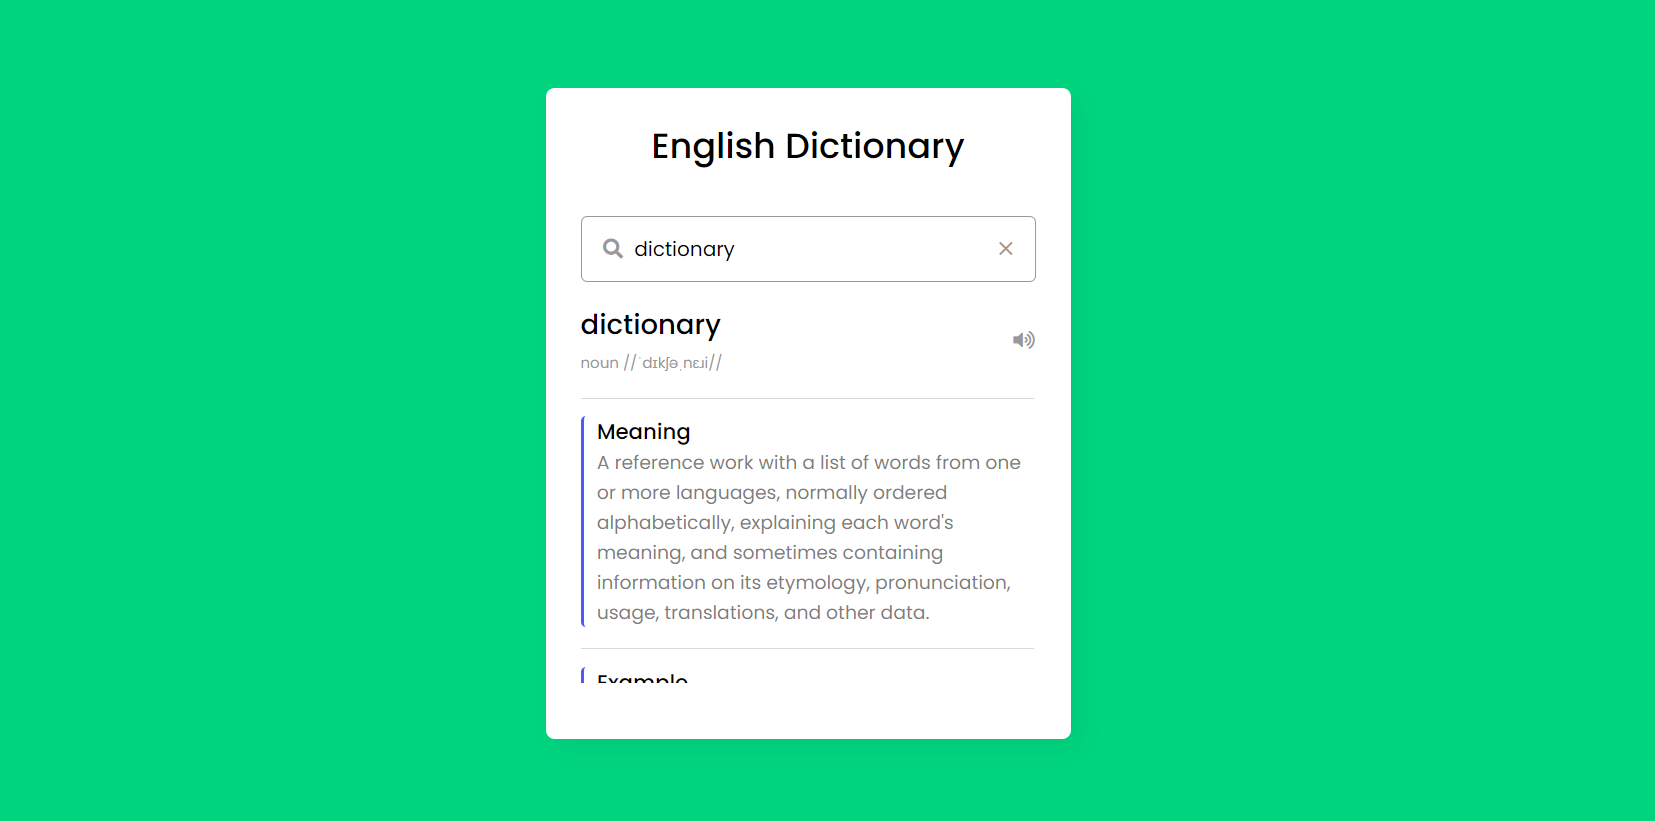 English Dictionary
dictionary
dictionary
noun //ˈdɪkʃəˌnɛɹi//
Meaning
A reference work with a list of words from one
or more languages, normally ordered
alphabetically, explaining each word's
meaning, and sometimes containing
information on its etymology, pronunciation,
usage, translations, and other data.
Example